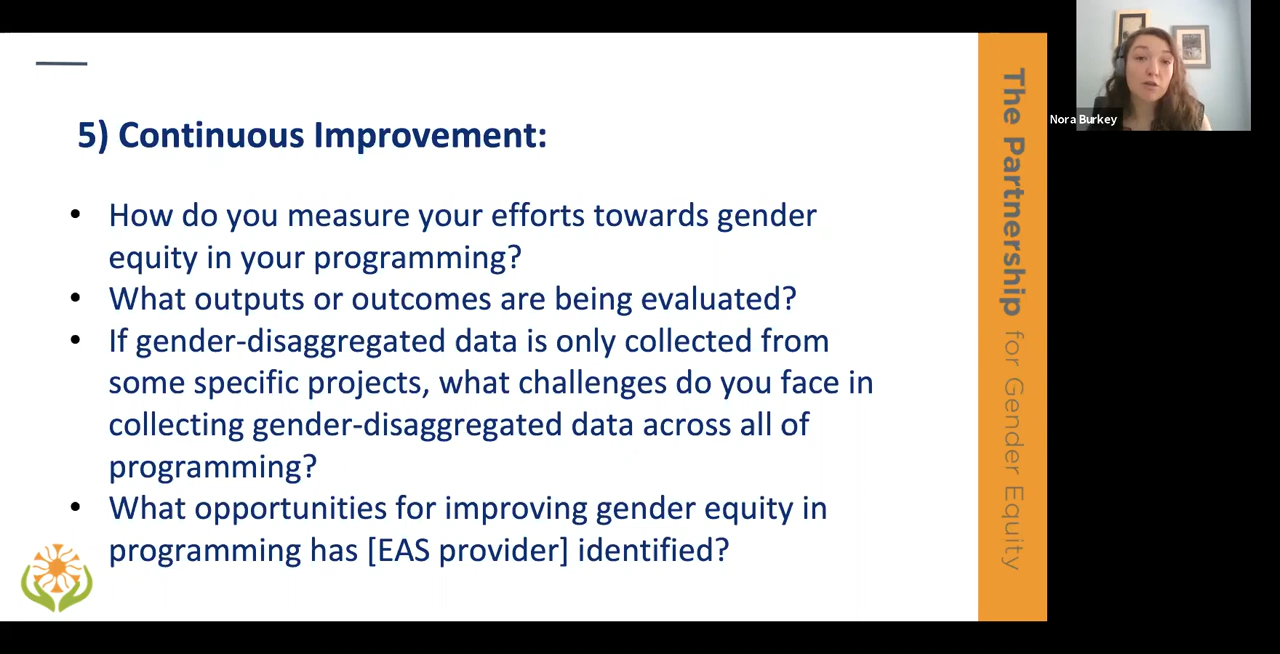 5) Continuous Improvement:
• How do you measure your efforts towards gender
equity in your programming?
• What outputs or outcomes are being evaluated?
• If gender-disaggregated data is only collected from
some specific projects, what challenges do you face in
collecting gender-disaggregated data across all of
programming?
• What opportunities for improving gender equity in
programming has [EAS provider] identified?
The Partnership for Gender Equity
Nora Burkey